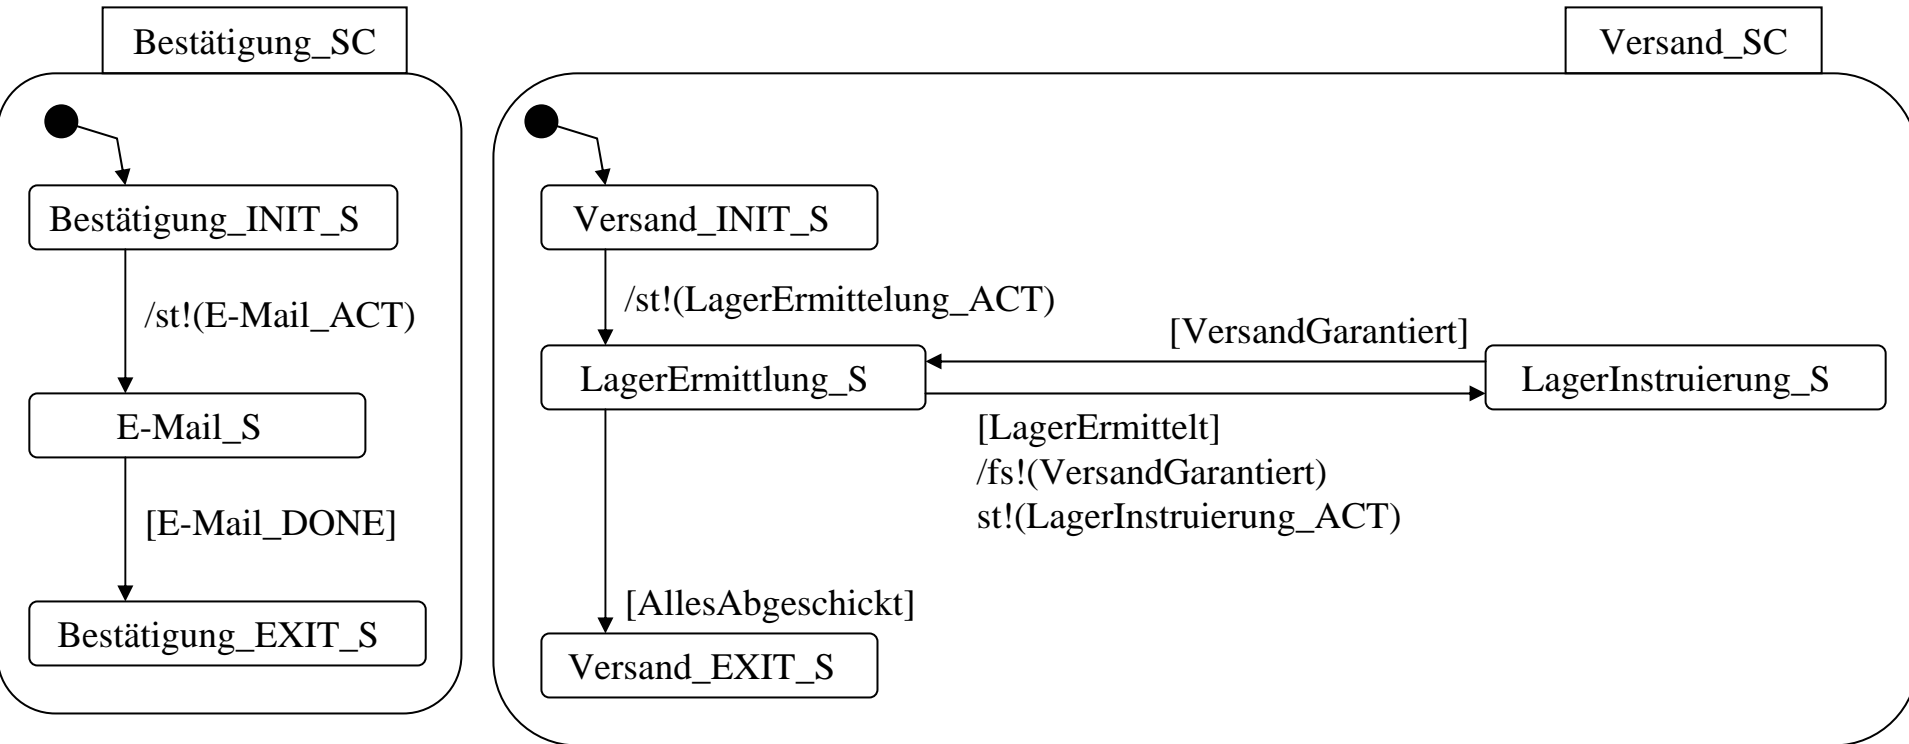 Bestätigung_SC
Bestätigung_INIT_S
/st!(E-Mail_ACT)
E-Mail_S
[E-Mail_DONE]
Bestätigung_EXIT_S
Versand_SC
Versand_INIT_S
/st!(LagerErmittelung_ACT)
[VersandGarantiert]
LagerErmittlung_S
LagerInstruierung_S
[LagerErmittelt]
/fs!(VersandGarantiert)
st!(LagerInstruierung_ACT)
[AllesAbgeschickt]
Versand_EXIT_S